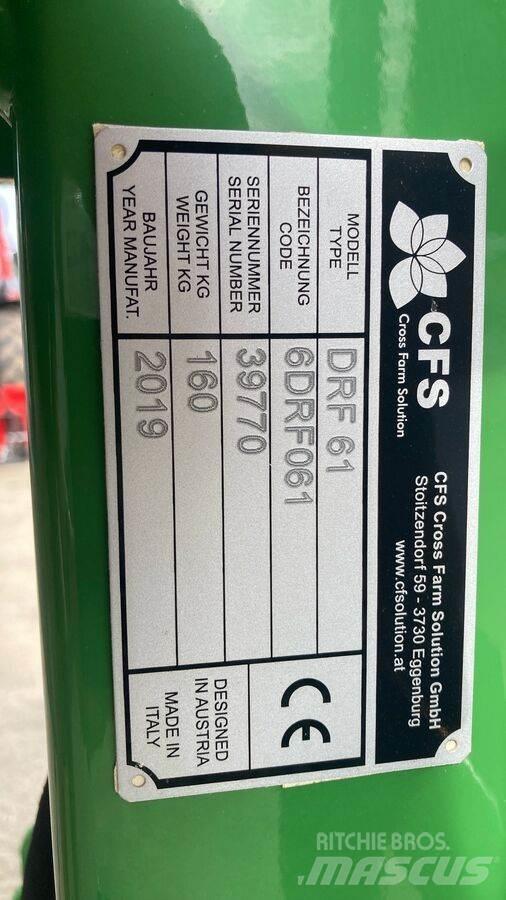 CFS
Cross Farm Solution
CFS Cross Farm Solution GmbH
Stoitzendorf 59 - 3730 Eggenburg
www.cfsolution.at
MODELL
TYPE
DRF 61
BEZEICHNUNG
CODE
6DRF061
SERIENNUMMER
SERIAL NUMBER
39770
GEWICHT KG
WEIGHT KG
160
BAUJAHR
YEAR MANUFAT.
2019
CE
DESIGNED
IN AUSTRIA
MADE IN
ITALY
RITCHIE BROS.
MASCUS